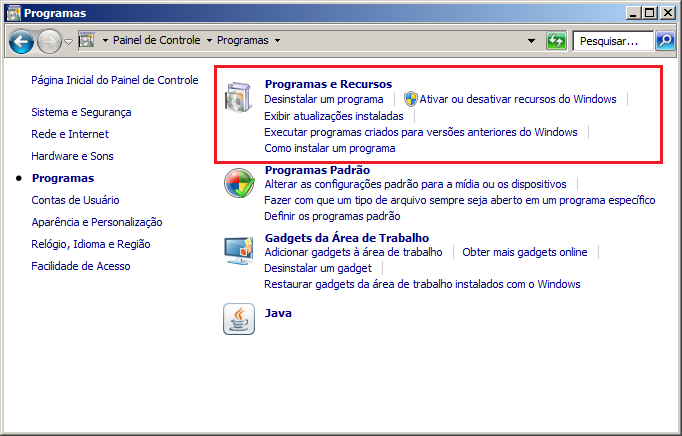 Programas
Painel de Controle Programas Pesquisar...
Página Inicial do Painel de Controle
Sistema e Segurança
Rede e Internet
Hardware e Sons
Programas
Contas de Usuário
Aparência e Personalização
Relógio, Idioma e Região
Facilidade de Acesso
Programas e Recursos
Desinstalar um programa Ativar ou desativar recursos do Windows
Exibir atualizações instaladas
Executar programas criados para versões anteriores do Windows
Como instalar um programa
Programas Padrão
Alterar as configurações padrão para a mídia ou os dispositivos
Fazer com que um tipo de arquivo sempre seja aberto em um programa específico
Definir os programas padrão
Gadgets da Área de Trabalho
Adicionar gadgets à área de trabalho Obter mais gadgets online
Desinstalar um gadget
Restaurar gadgets da área de trabalho instalados com o Windows
Java